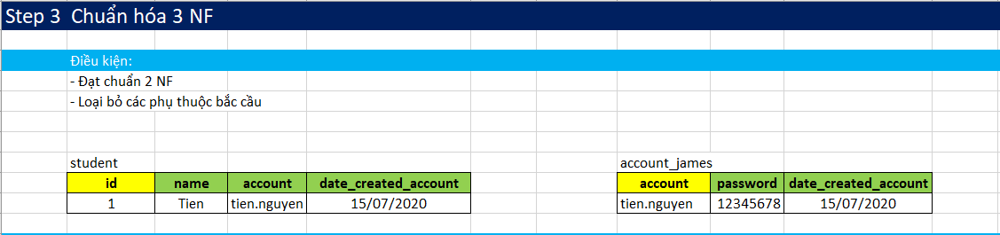 Step 3 Chuẩn hóa 3 NF
Điều kiện:
- Đạt chuẩn 2 NF
- Loại bỏ các phụ thuộc bắc cầu
student
id name account date_created_account
1 Tien tien.nguyen 15/07/2020
account_james
account password date_created_account
tien.nguyen 12345678 15/07/2020